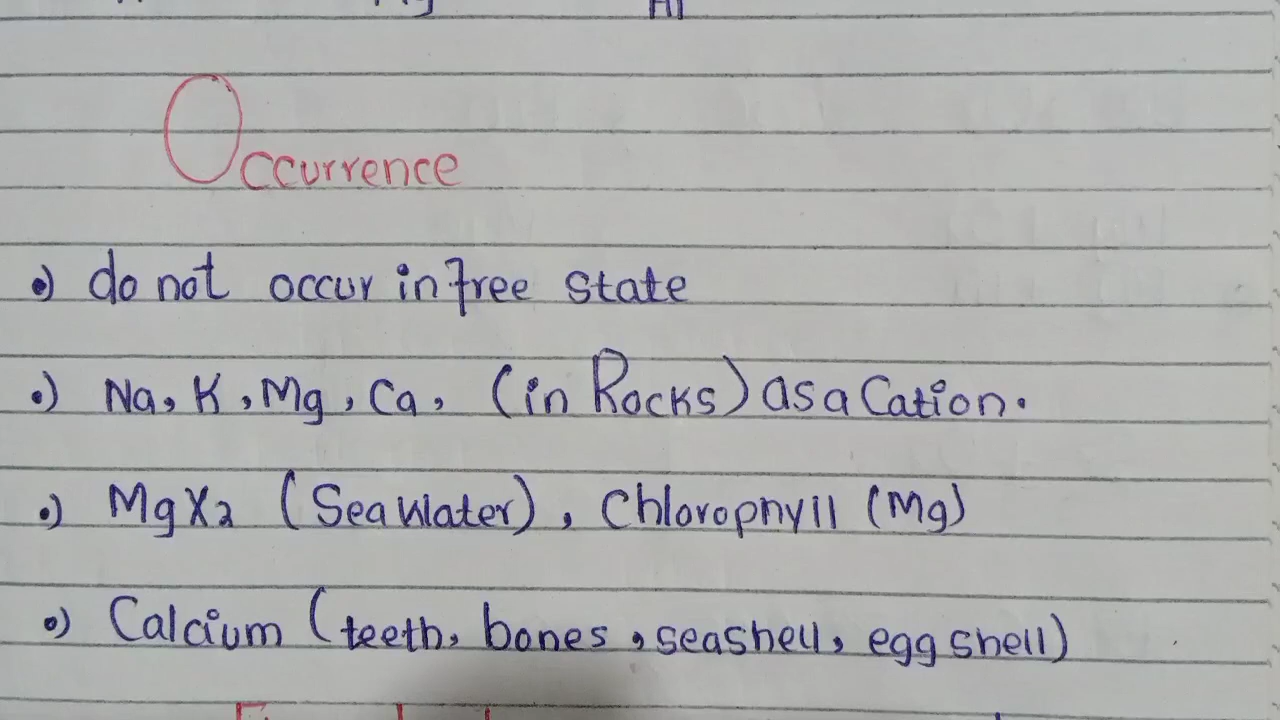 Occurrence
•) do not occur in free state
•) Na, K, Mg, Ca, (in Rocks) as a Cation.
•) MgX2 (Sea Water), Chlorophyll (Mg)
•) Calcium (teeth, bones, seashell, egg shell)